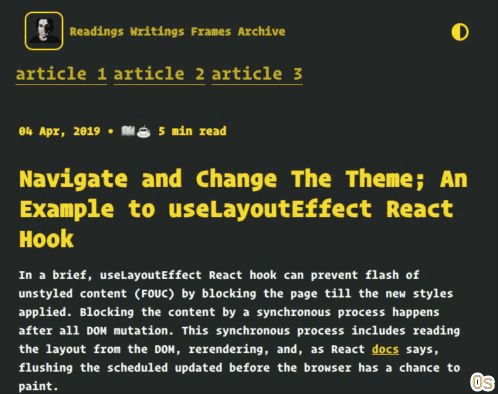 Readings Writings Frames Archive
article 1 article 2 article 3
04 Apr, 2019 • 📖☕ 5 min read
Navigate and Change The Theme; An
Example to useLayoutEffect React
Hook
In a brief, useLayoutEffect React hook can prevent flash of
unstyled content (FOUC) by blocking the page till the new styles
applied. Blocking the content by a synchronous process happens
after all DOM mutation. This synchronous process includes reading
the layout from the DOM, rerendering, and, as React docs says,
flushing the scheduled updated before the browser has a chance to
paint.
0s